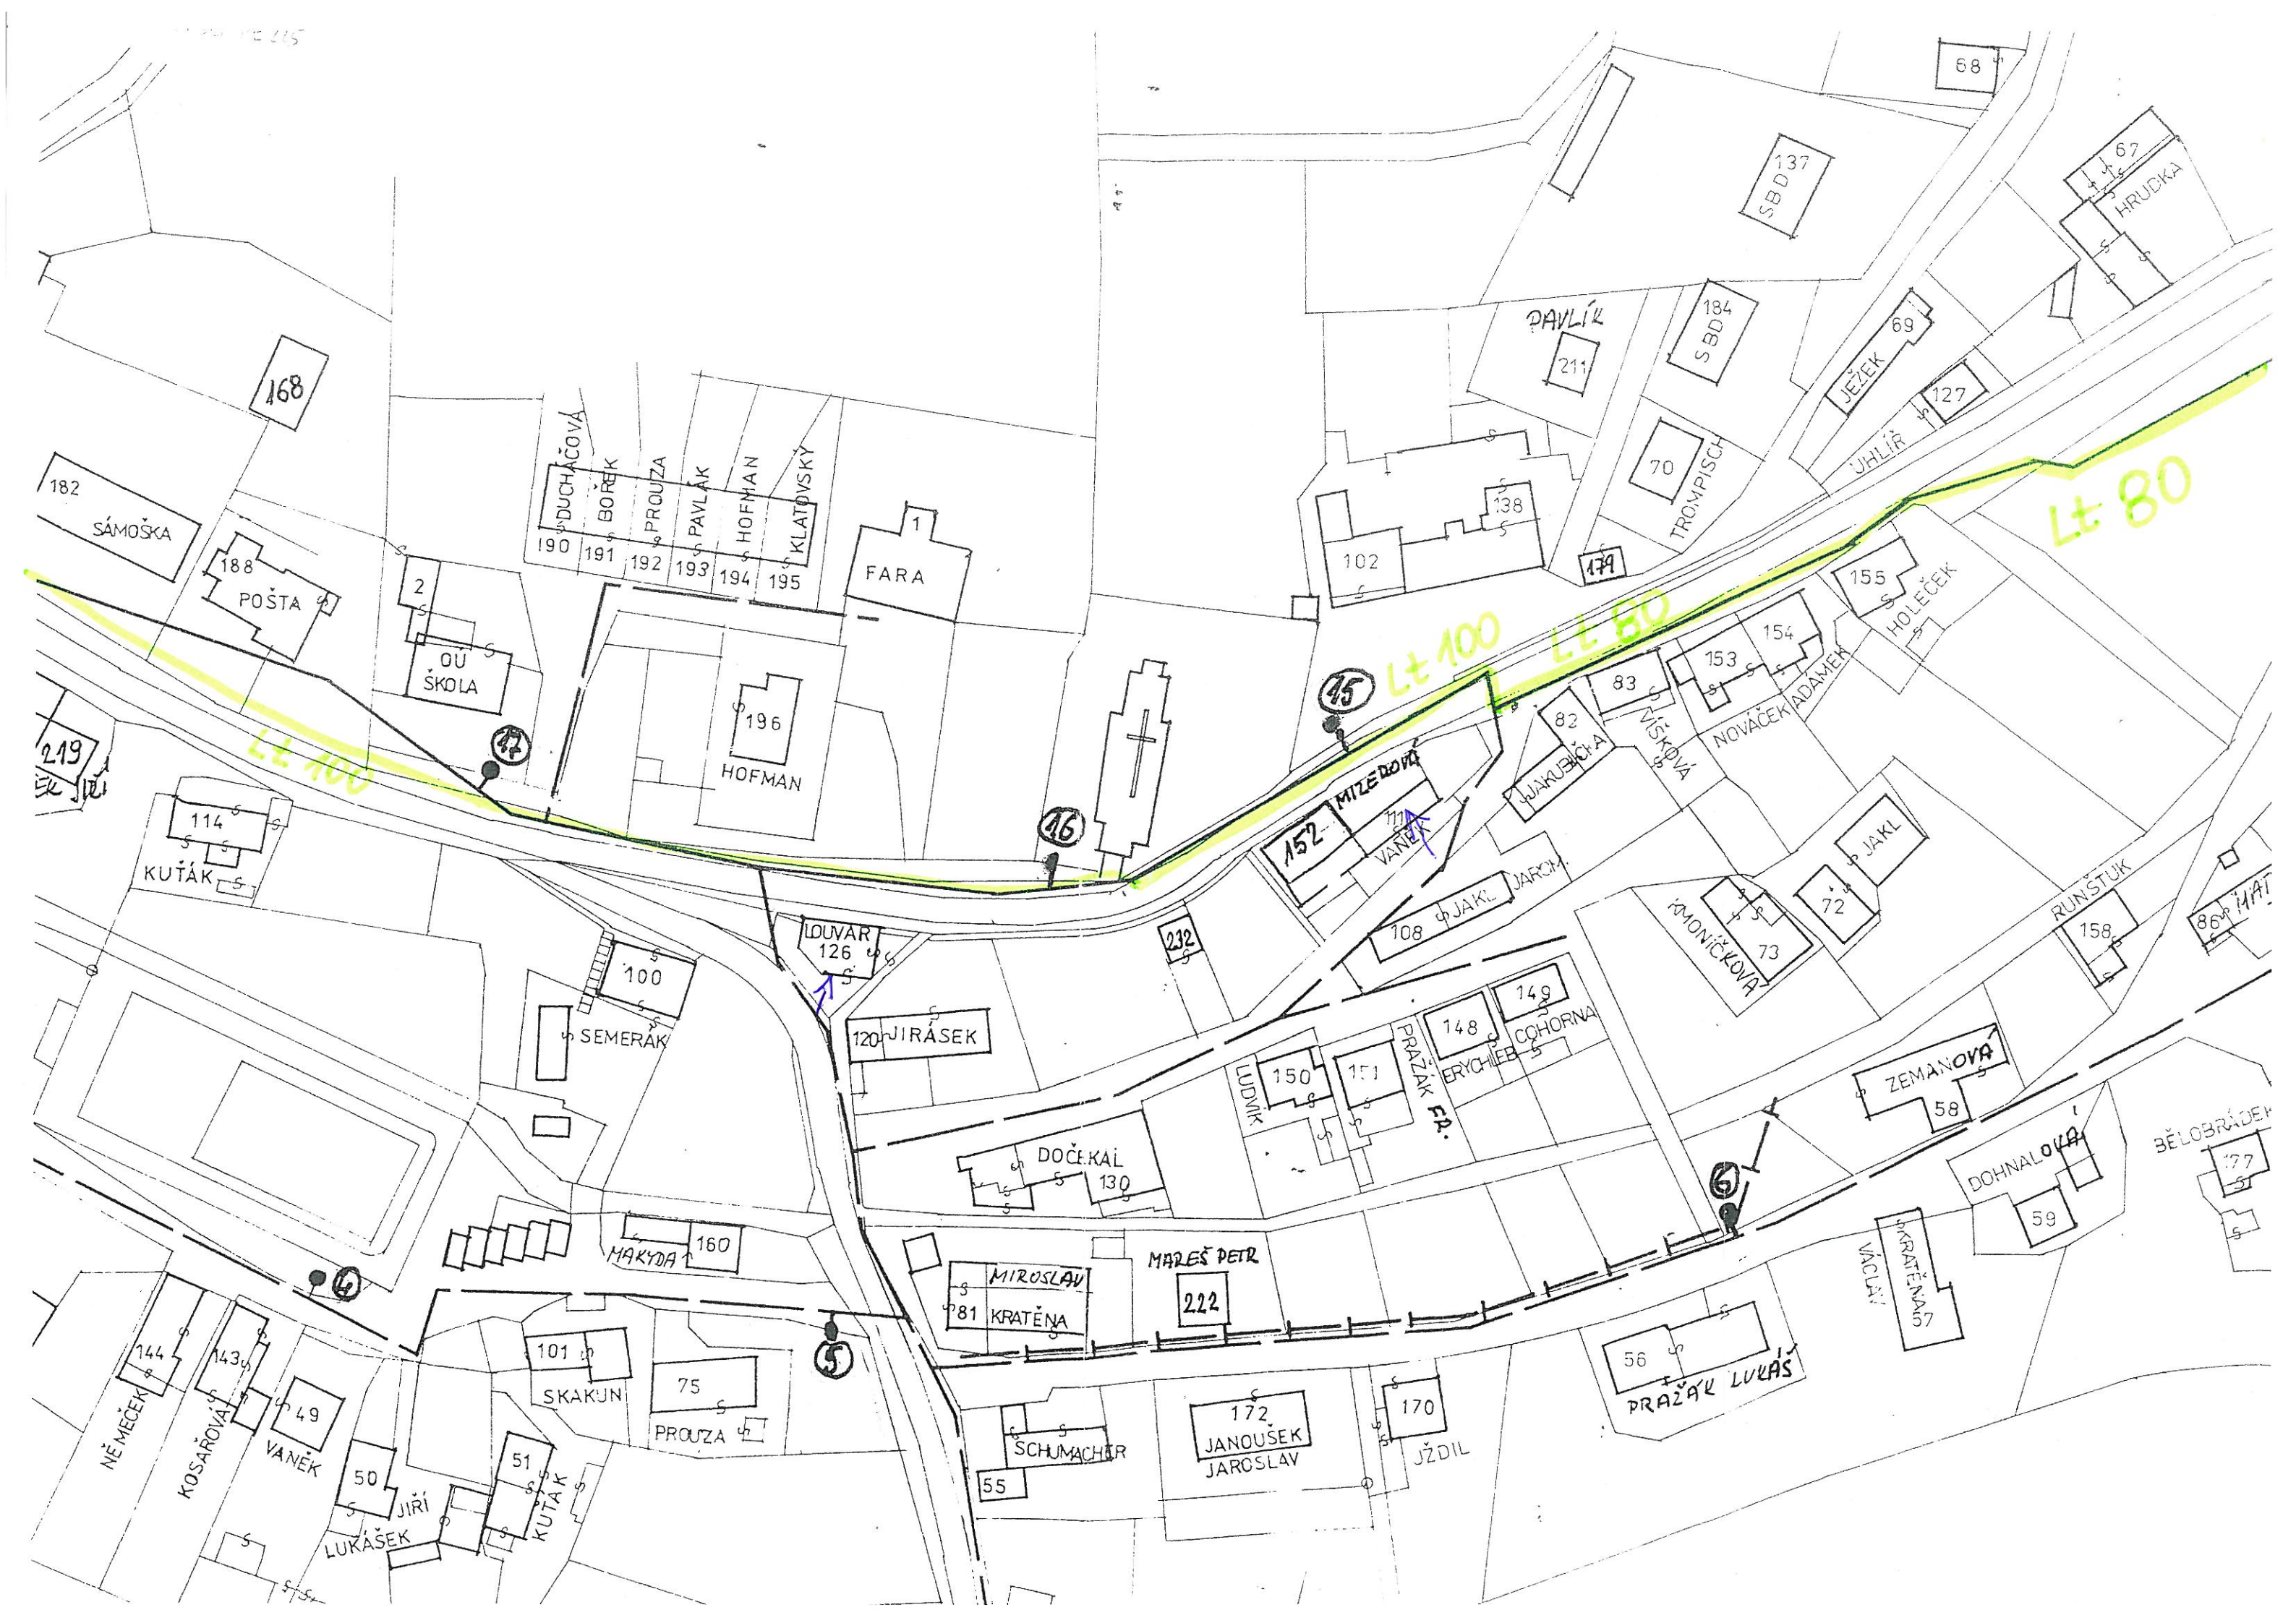 68
67
HRUDKA
137
SBD
184
SBD
PAVLÍK
211
69
JEŽEK
127
UHLÍŘ
70
TROMPISCH
168
182
SÁMOŠKA
188
POŠTA
2
OÚ
ŠKOLA
DUCHÁČOVÁ
BOŘEK
PROUZA
PAVLÁK
HOFMAN
KLATOVSKÝ
190
191
192
193
194
195
1
FARA
102
138
179
Lt 80
Lt 100
Lt 80
155
HOLEČEK
154
153
ADÁMEK
NOVÁČEK
83
VÍŠKOVÁ
82
JAKUBIČKA
15
196
HOFMAN
17
Lt 100
219
114
KUŤÁK
16
MIZEROVÁ
152
111
VANĚK
JAKL
72
KMONÍČKOVA
73
RUNŠTUK
158
86
108
JAKL
JAROM.
LOUVAR
126
232
100
SEMERÁK
120
JIRÁSEK
149
COHORNA
148
ERYCHLEB
PRAŽÁK FR.
151
150
LUDVÍK
ZEMANOVÁ
58
DOČEKAL
130
6
DOHNALOVÁ
59
BĚLOBRÁDEK
177
160
MAKYDA
4
MIROSLAV
81
KRATĚNA
MAREŠ PETR
222
VÁCLAV
KRATĚNA
57
5
144
NĚMEČEK
143
KOSAŘOVÁ
49
VANĚK
101
SKAKUN
75
PROUZA
50
JIŘÍ
LUKÁŠEK
51
KUŤÁK
SCHUMACHER
55
172
JANOUŠEK
JAROSLAV
170
JŽDIL
56
PRAŽÁK LUKÁŠ